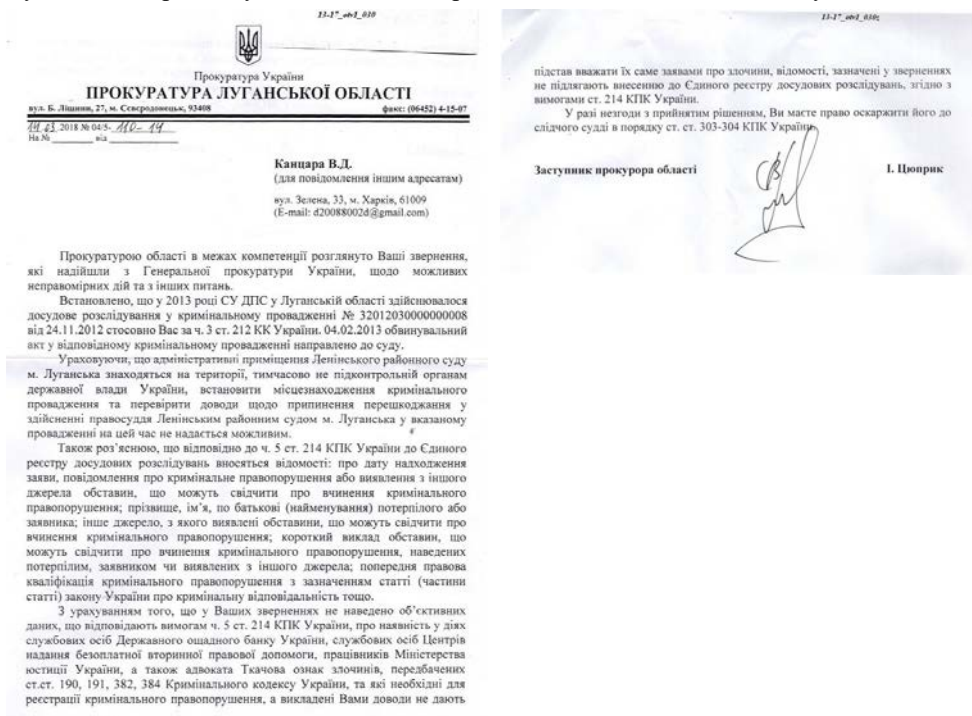 13-17_otv1_030
Прокуратура України
ПРОКУРАТУРА ЛУГАНСЬКОЇ ОБЛАСТІ
вул. Б. Ліщини, 27, м. Сєвєродонецьк, 93408 факс: (06452) 4-15-07
14.03.2018 № 04/5-110-14
На № від
Канцара В.Д.
(для повідомлення іншим адресатам)
вул. Зелена, 33, м. Харків, 61009
(E-mail: d20088002d@gmail.com)
Прокуратурою області в межах компетенції розглянуто Ваші звернення,
які надійшли з Генеральної прокуратури України, щодо можливих
неправомірних дій та з інших питань.
Встановлено, що у 2013 році СУ ДПС у Луганській області здійснювалося
досудове розслідування у кримінальному провадженні № 32012030000000008
від 24.11.2012 стосовно Вас за ч. 3 ст. 212 КК України. 04.02.2013 обвинувальний
акт у відповідному кримінальному провадженні направлено до суду.
Ураховуючи, що адміністративні приміщення Ленінського районного суду
м. Луганська знаходяться на території, тимчасово не підконтрольній органам
державної влади України, встановити місцезнаходження кримінального
провадження та перевірити доводи щодо припинення перешкоджання у
здійсненні правосуддя Ленінським районним судом м. Луганська у вказаному
провадженні на цей час не надається можливим.
Також роз'яснюю, що відповідно до ч. 5 ст. 214 КПК України до Єдиного
реєстру досудових розслідувань вносяться відомості: про дату надходження
заяви, повідомлення про кримінальне правопорушення або виявлення з іншого
джерела обставин, що можуть свідчити про вчинення кримінального
правопорушення; прізвище, ім'я, по батькові (найменування) потерпілого або
заявника; інше джерело, з якого виявлені обставини, що можуть свідчити про
вчинення кримінального правопорушення; короткий виклад обставин, що
можуть свідчити про вчинення кримінального правопорушення, наведених
потерпілим, заявником чи виявлених з іншого джерела; попередня правова
кваліфікація кримінального правопорушення з зазначенням статті (частини
статті) закону України про кримінальну відповідальність тощо.
З урахуванням того, що у Ваших зверненнях не наведено об'єктивних
даних, що відповідають вимогам ч. 5 ст. 214 КПК України, про наявність у діях
службових осіб Державного ощадного банку України, службових осіб Центрів
надання безоплатної вторинної правової допомоги, працівників Міністерства
юстиції України, а також адвоката Ткачова ознак злочинів, передбачених
ст.ст. 190, 191, 382, 384 Кримінального кодексу України, та які необхідні для
реєстрації кримінального правопорушення, а викладені Вами доводи не дають
підстав вважати їх саме заявами про злочини, відомості, зазначені у зверненнях
не підлягають внесенню до Єдиного реєстру досудових розслідувань, згідно з
вимогами ст. 214 КПК України.
У разі незгоди з прийнятим рішенням, Ви маєте право оскаржити його до
слідчого судді в порядку ст. ст. 303-304 КПК України.
Заступник прокурора області І. Цюприк